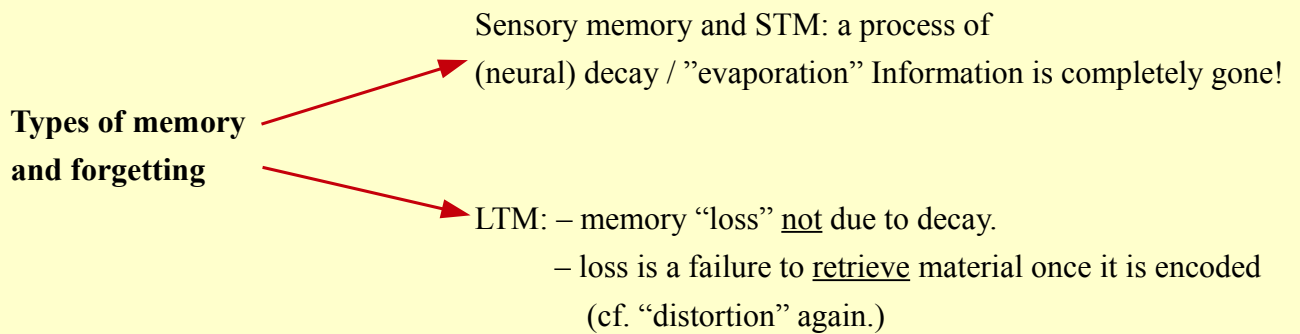 Sensory memory and STM: a process of
(neural) decay / ”evaporation” Information is completely gone!
Types of memory
and forgetting
LTM: – memory “loss” not due to decay.
– loss is a failure to retrieve material once it is encoded
(cf. “distortion” again.)